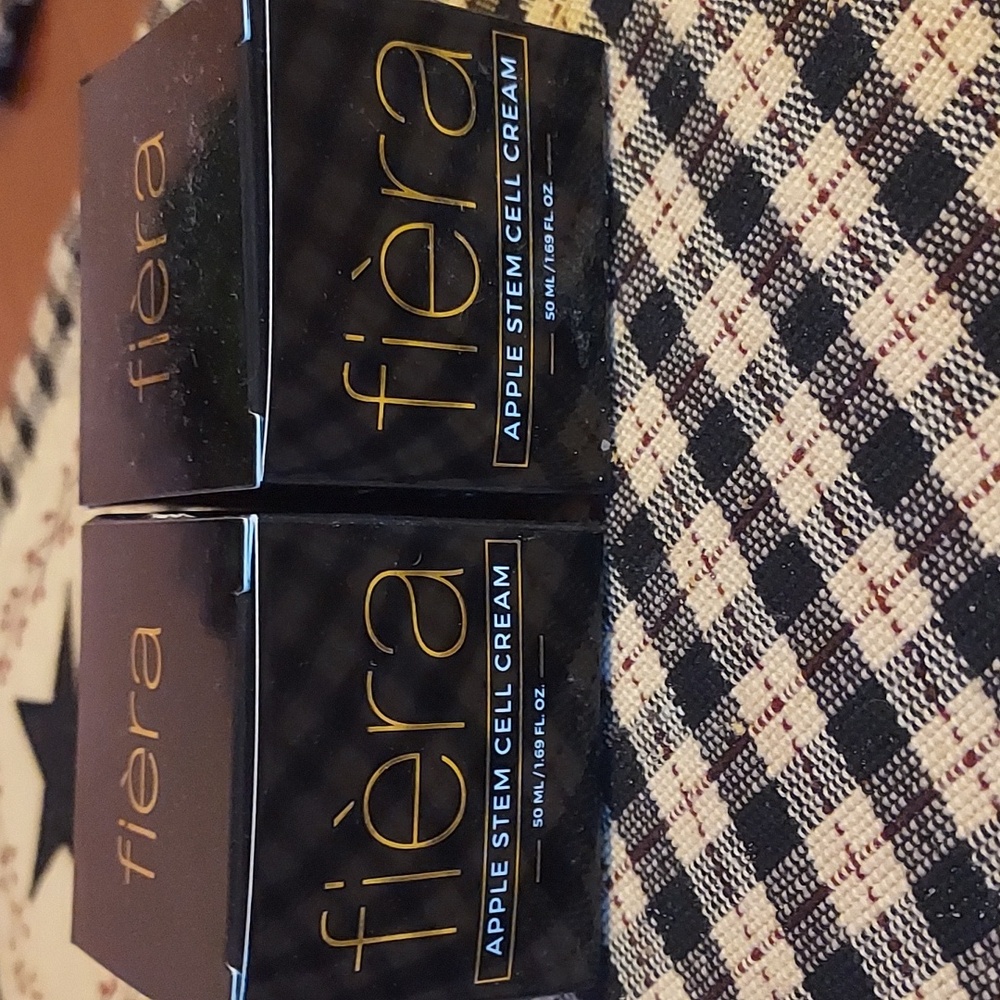 fièra
fièra
APPLE STEM CELL CREAM
50 ML / 1.69 FL. OZ.
fièra
fièra
APPLE STEM CELL CREAM
50 ML / 1.69 FL. OZ.